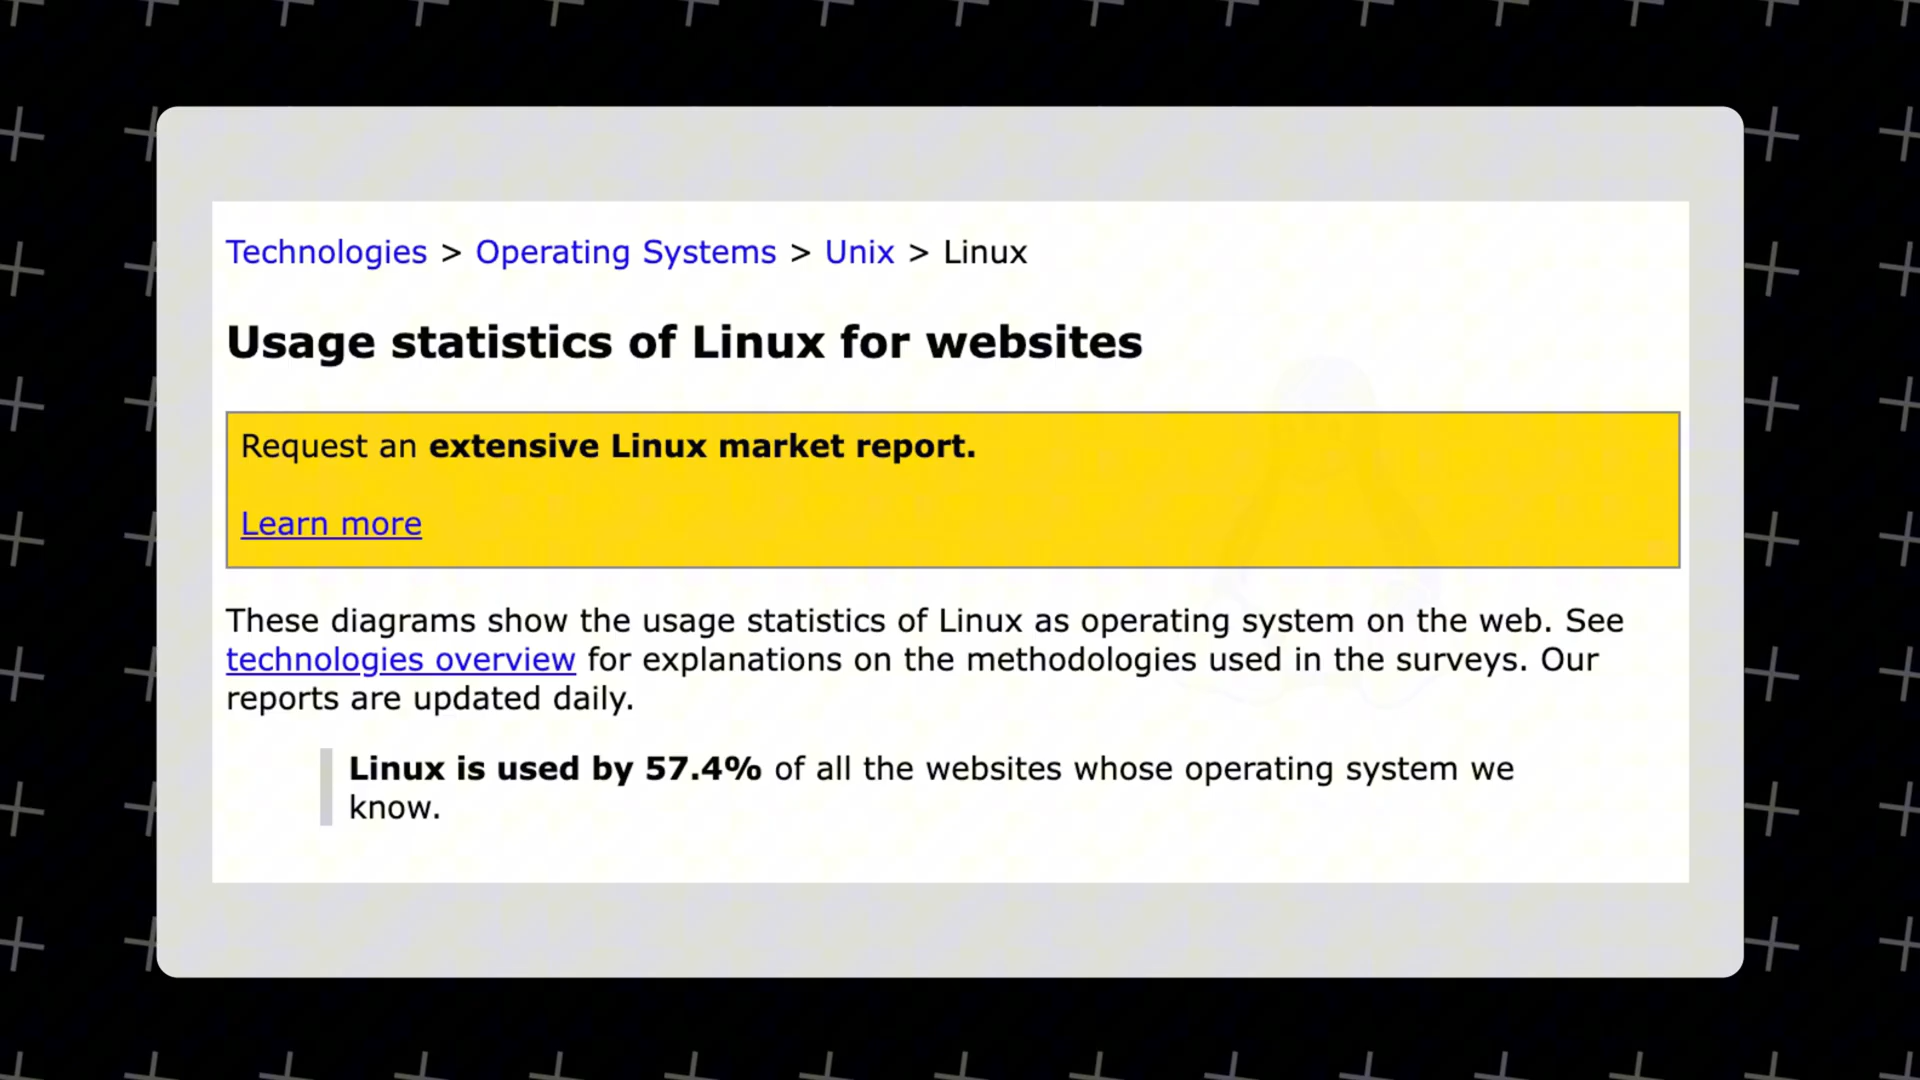 Technologies > Operating Systems > Unix > Linux
Usage statistics of Linux for websites
Request an extensive Linux market report.
Learn more
These diagrams show the usage statistics of Linux as operating system on the web. See
technologies overview for explanations on the methodologies used in the surveys. Our
reports are updated daily.
Linux is used by 57.4% of all the websites whose operating system we
know.